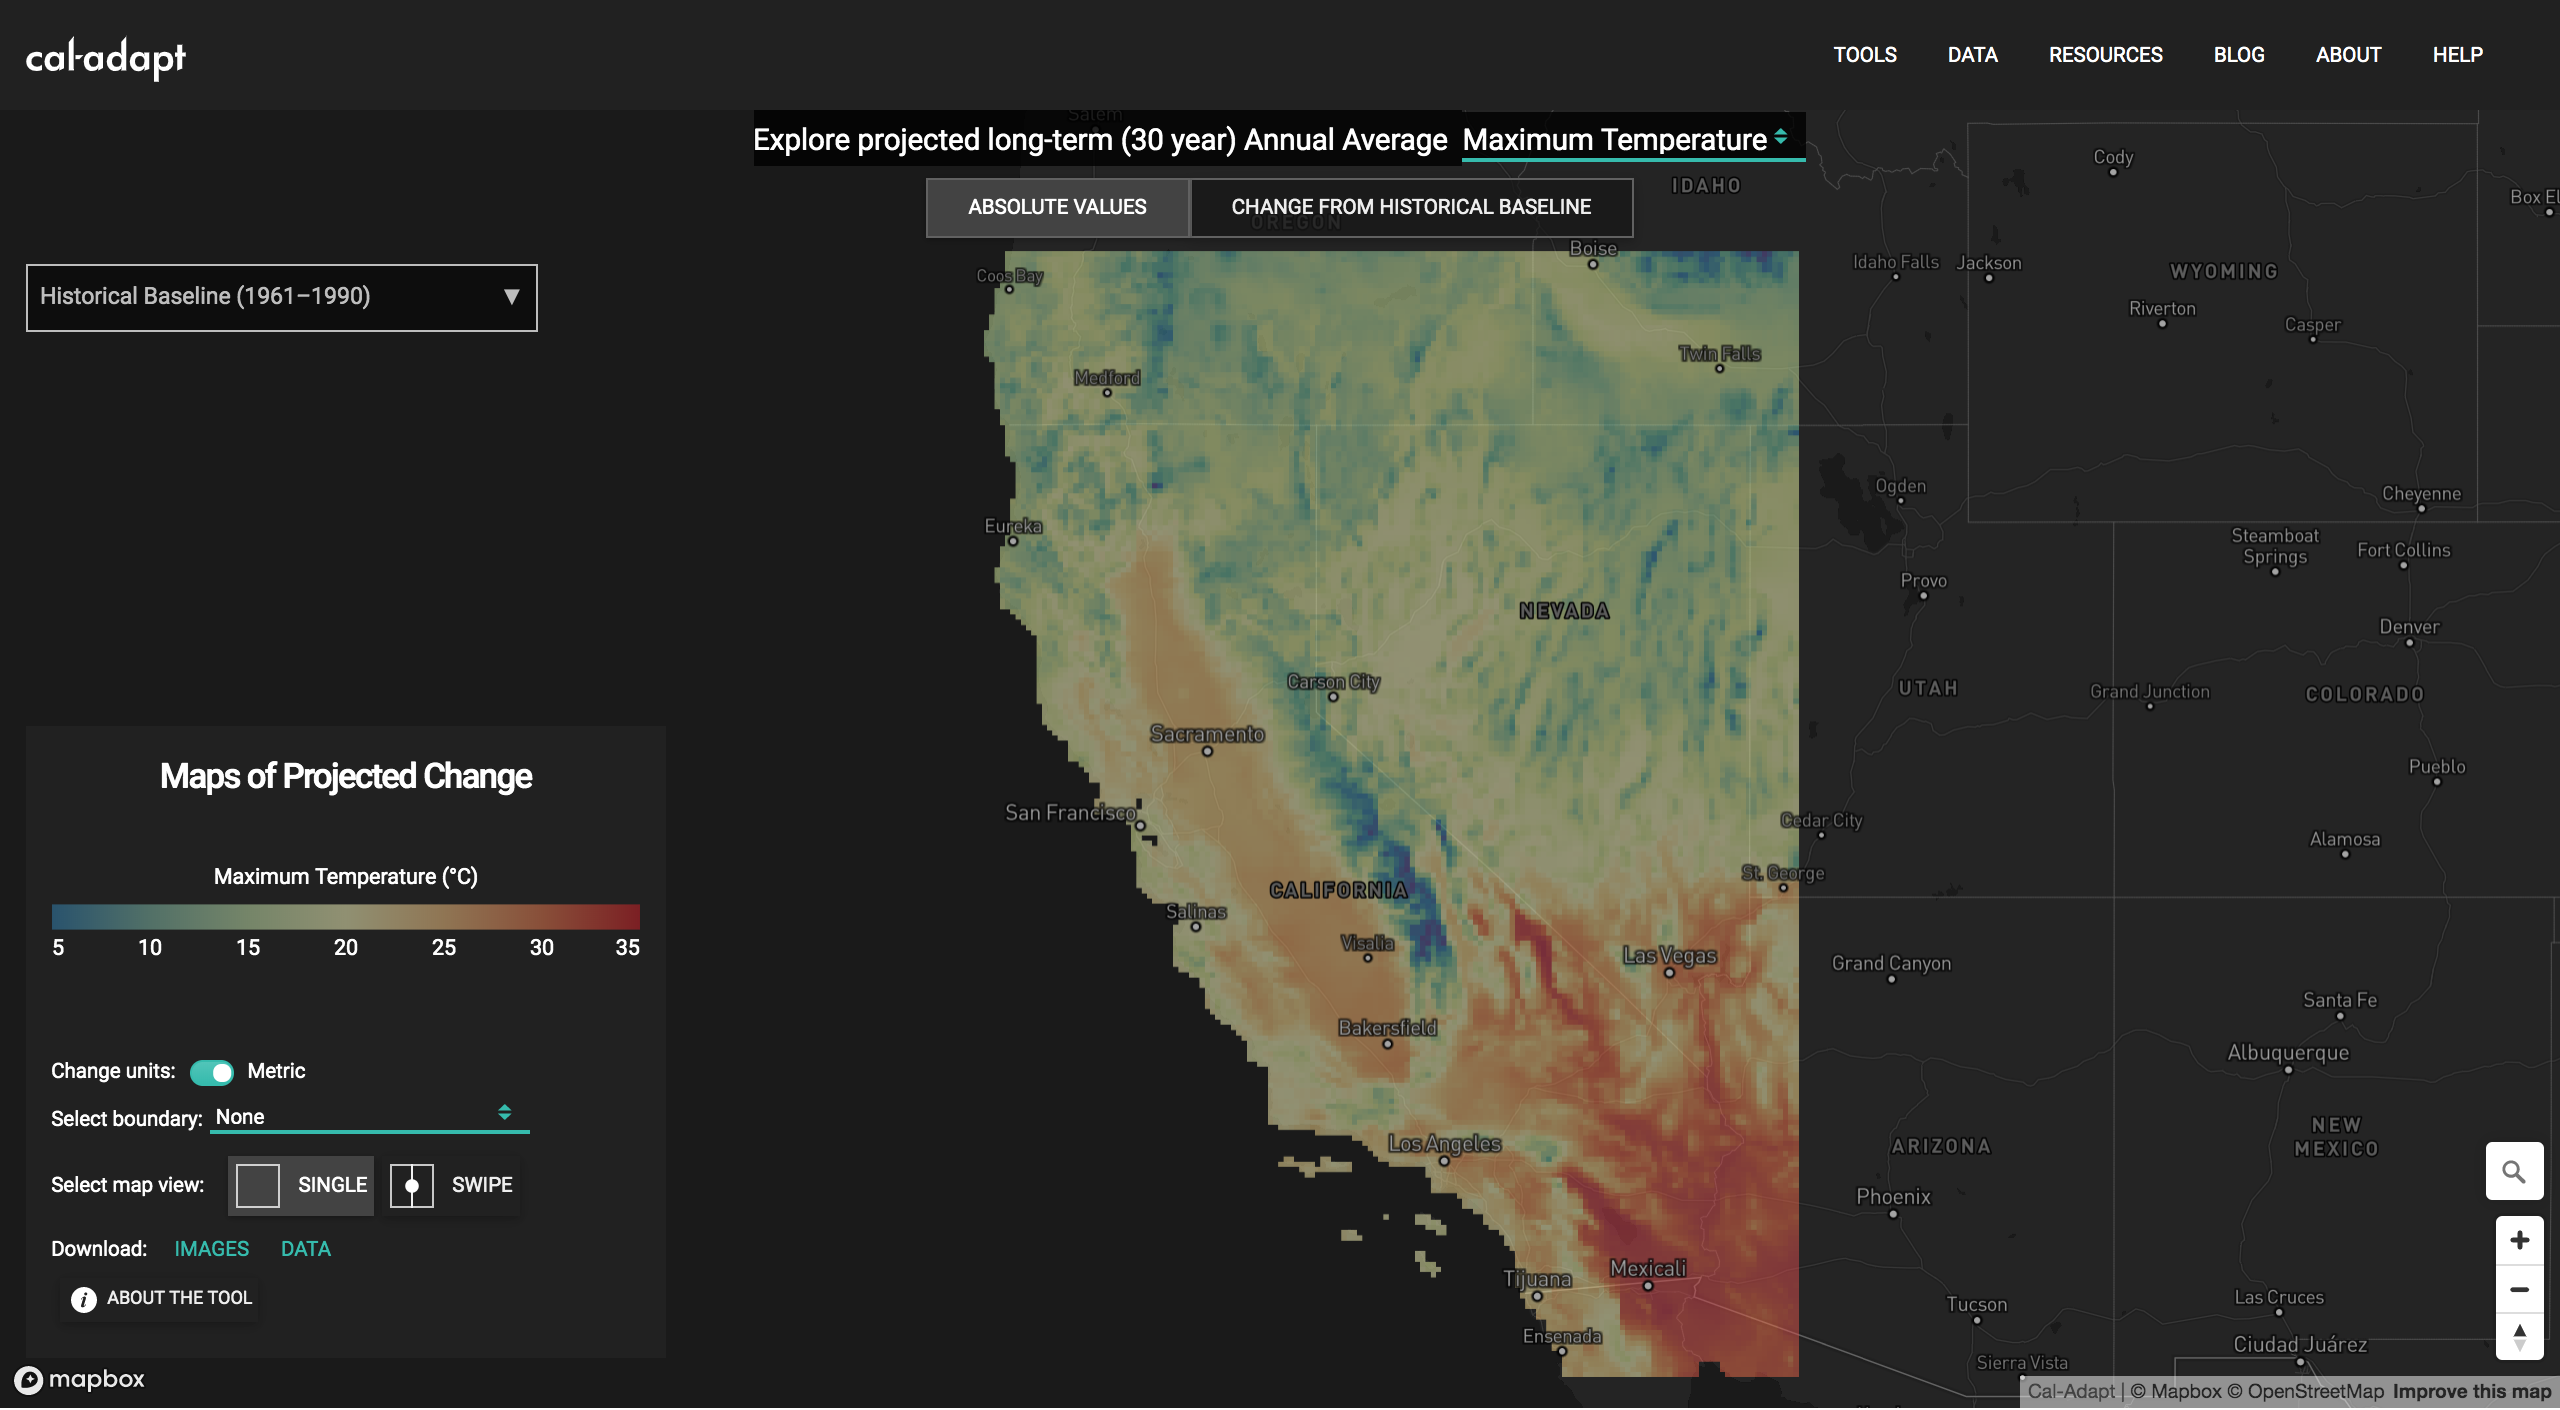 cal-adapt
TOOLS DATA RESOURCES BLOG ABOUT HELP
Salem
Explore projected long-term (30 year) Annual Average Maximum Temperature
ABSOLUTE VALUES CHANGE FROM HISTORICAL BASELINE
OREGON
IDAHO
Cody
Box El
Boise
Idaho Falls
Jackson
WYOMING
Coos Bay
Historical Baseline (1961–1990) ▼
Riverton
Casper
Twin Falls
Medford
Ogden
Cheyenne
Eureka
Steamboat
Springs
Fort Collins
Provo
NEVADA
Denver
Carson City
UTAH
Grand Junction
COLORADO
Sacramento
Pueblo
San Francisco
Cedar City
Alamosa
St. George
CALIFORNIA
Salinas
Visalia
Las Vegas
Grand Canyon
Santa Fe
Bakersfield
Albuquerque
NEW
MEXICO
Los Angeles
ARIZONA
Phoenix
Tijuana
Mexicali
Tucson
Las Cruces
Ensenada
Ciudad Juárez
Sierra Vista
Maps of Projected Change
Maximum Temperature (°C)
5 10 15 20 25 30 35
Change units: Metric
Select boundary: None
Select map view: SINGLE SWIPE
Download: IMAGES DATA
i ABOUT THE TOOL
mapbox
Cal-Adapt | © Mapbox © OpenStreetMap Improve this map